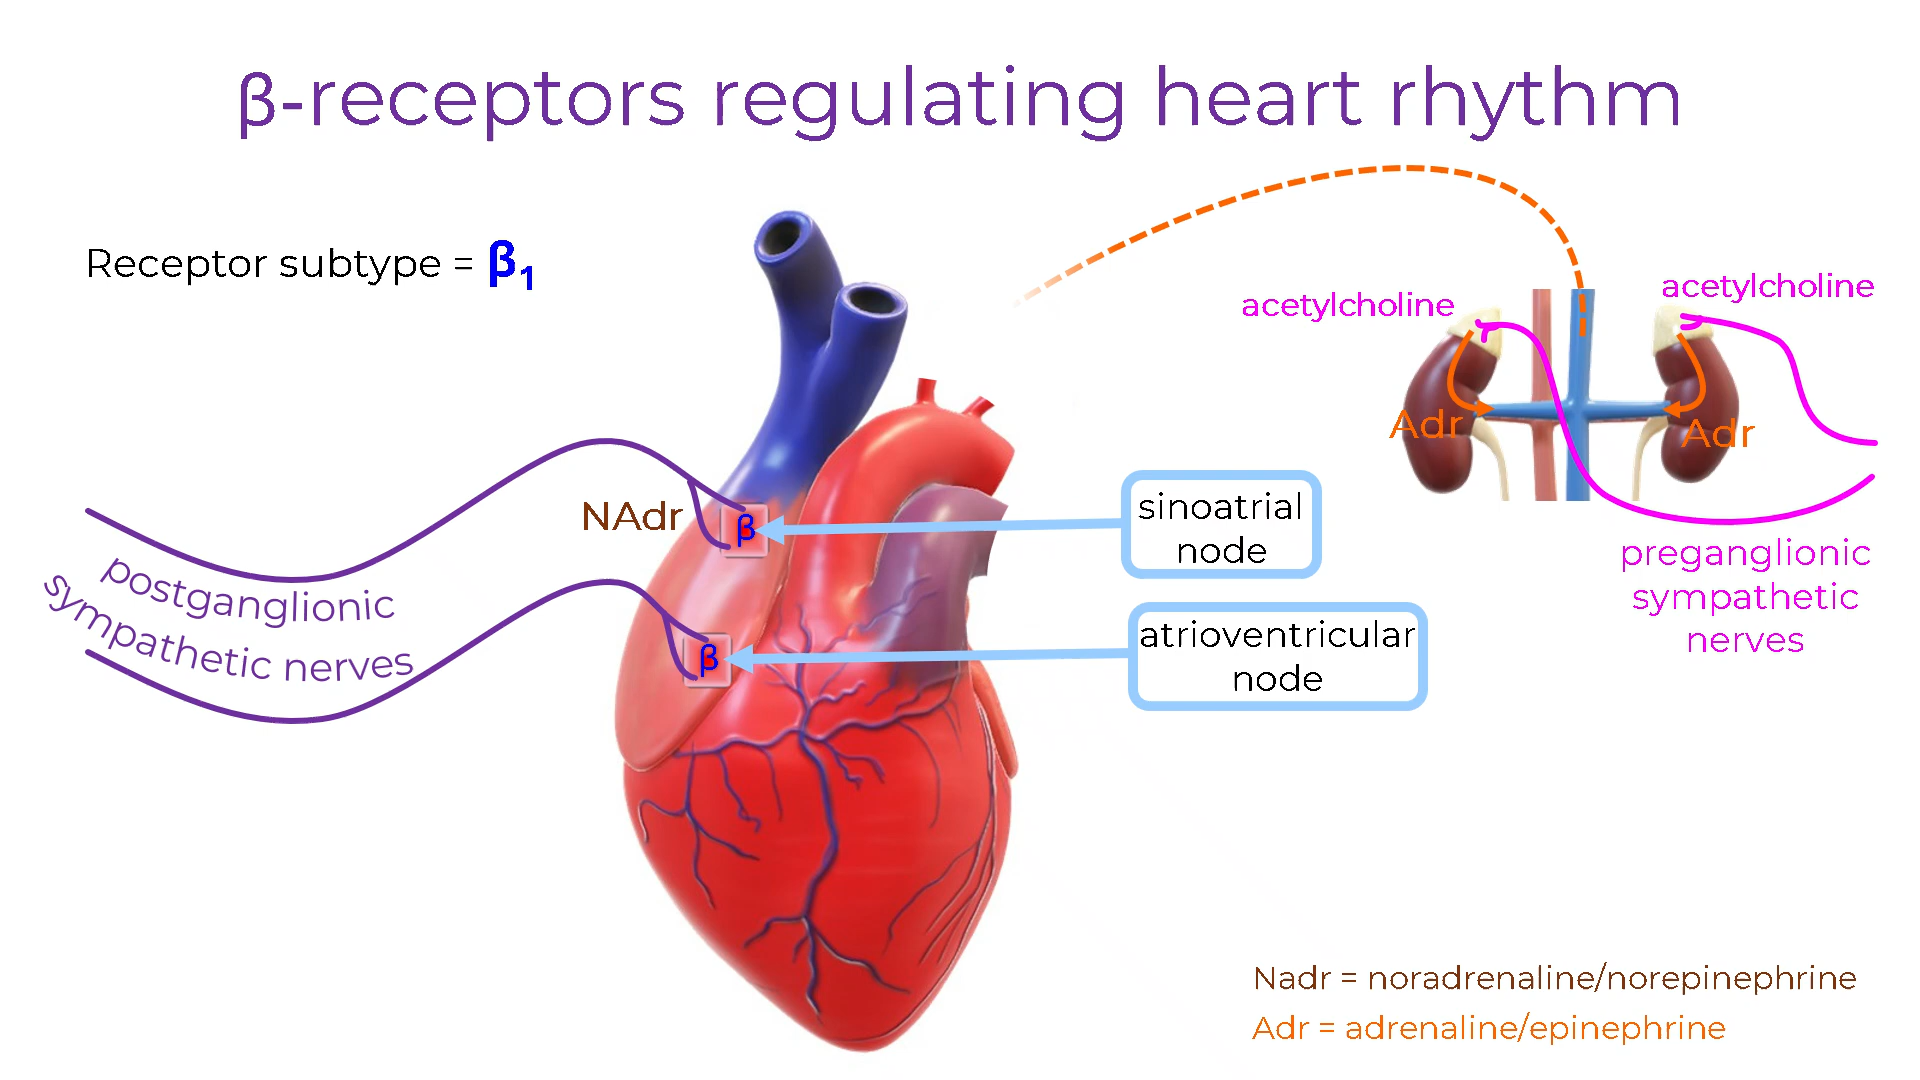 β-receptors regulating heart rhythm
Receptor subtype = β₁
acetylcholine
acetylcholine
Adr
Adr
NAdr
β
sinoatrial
node
postganglionic
sympathetic nerves
β
atrioventricular
node
preganglionic
sympathetic
nerves
Nadr = noradrenaline/norepinephrine
Adr = adrenaline/epinephrine